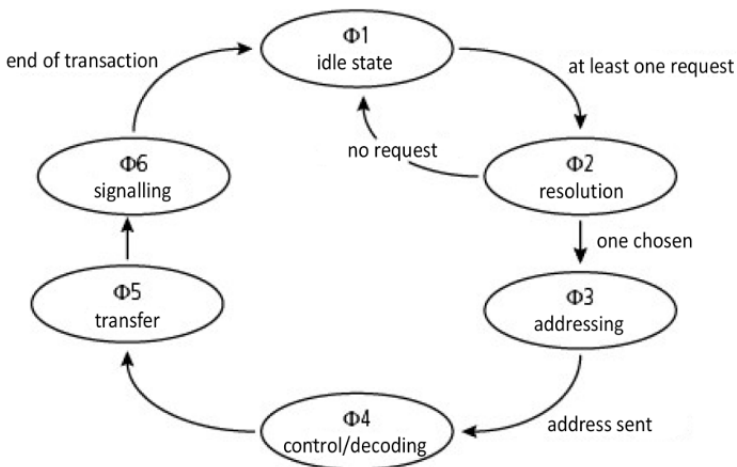 Φ1
idle state
end of transaction
at least one request
no request
Φ2
resolution
Φ6
signalling
one chosen
Φ3
addressing
Φ5
transfer
Φ4
control/decoding
address sent